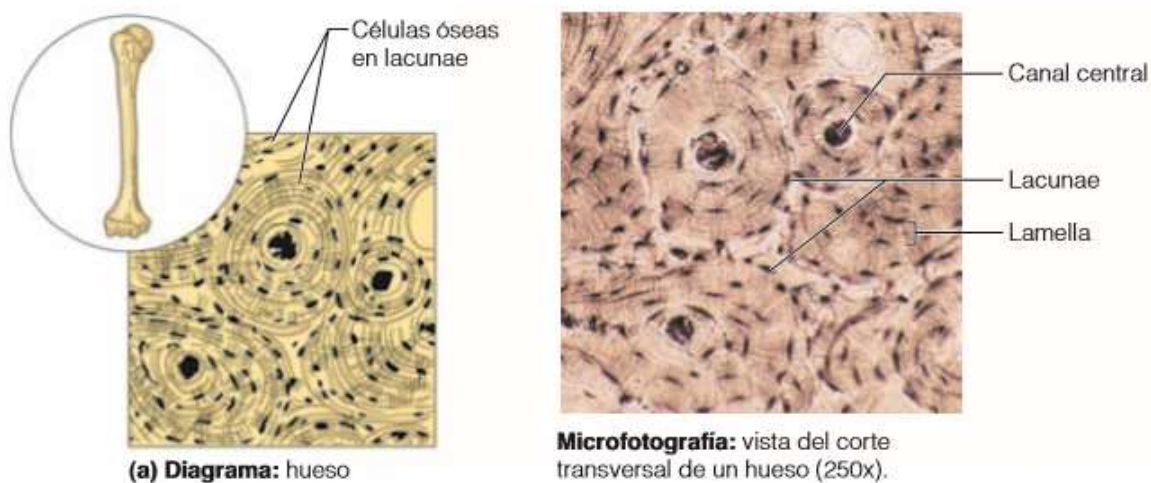 Células óseas
en lacunae
Canal central
Lacunae
Lamella
(a) Diagrama: hueso
Microfotografía: vista del corte
transversal de un hueso (250x).